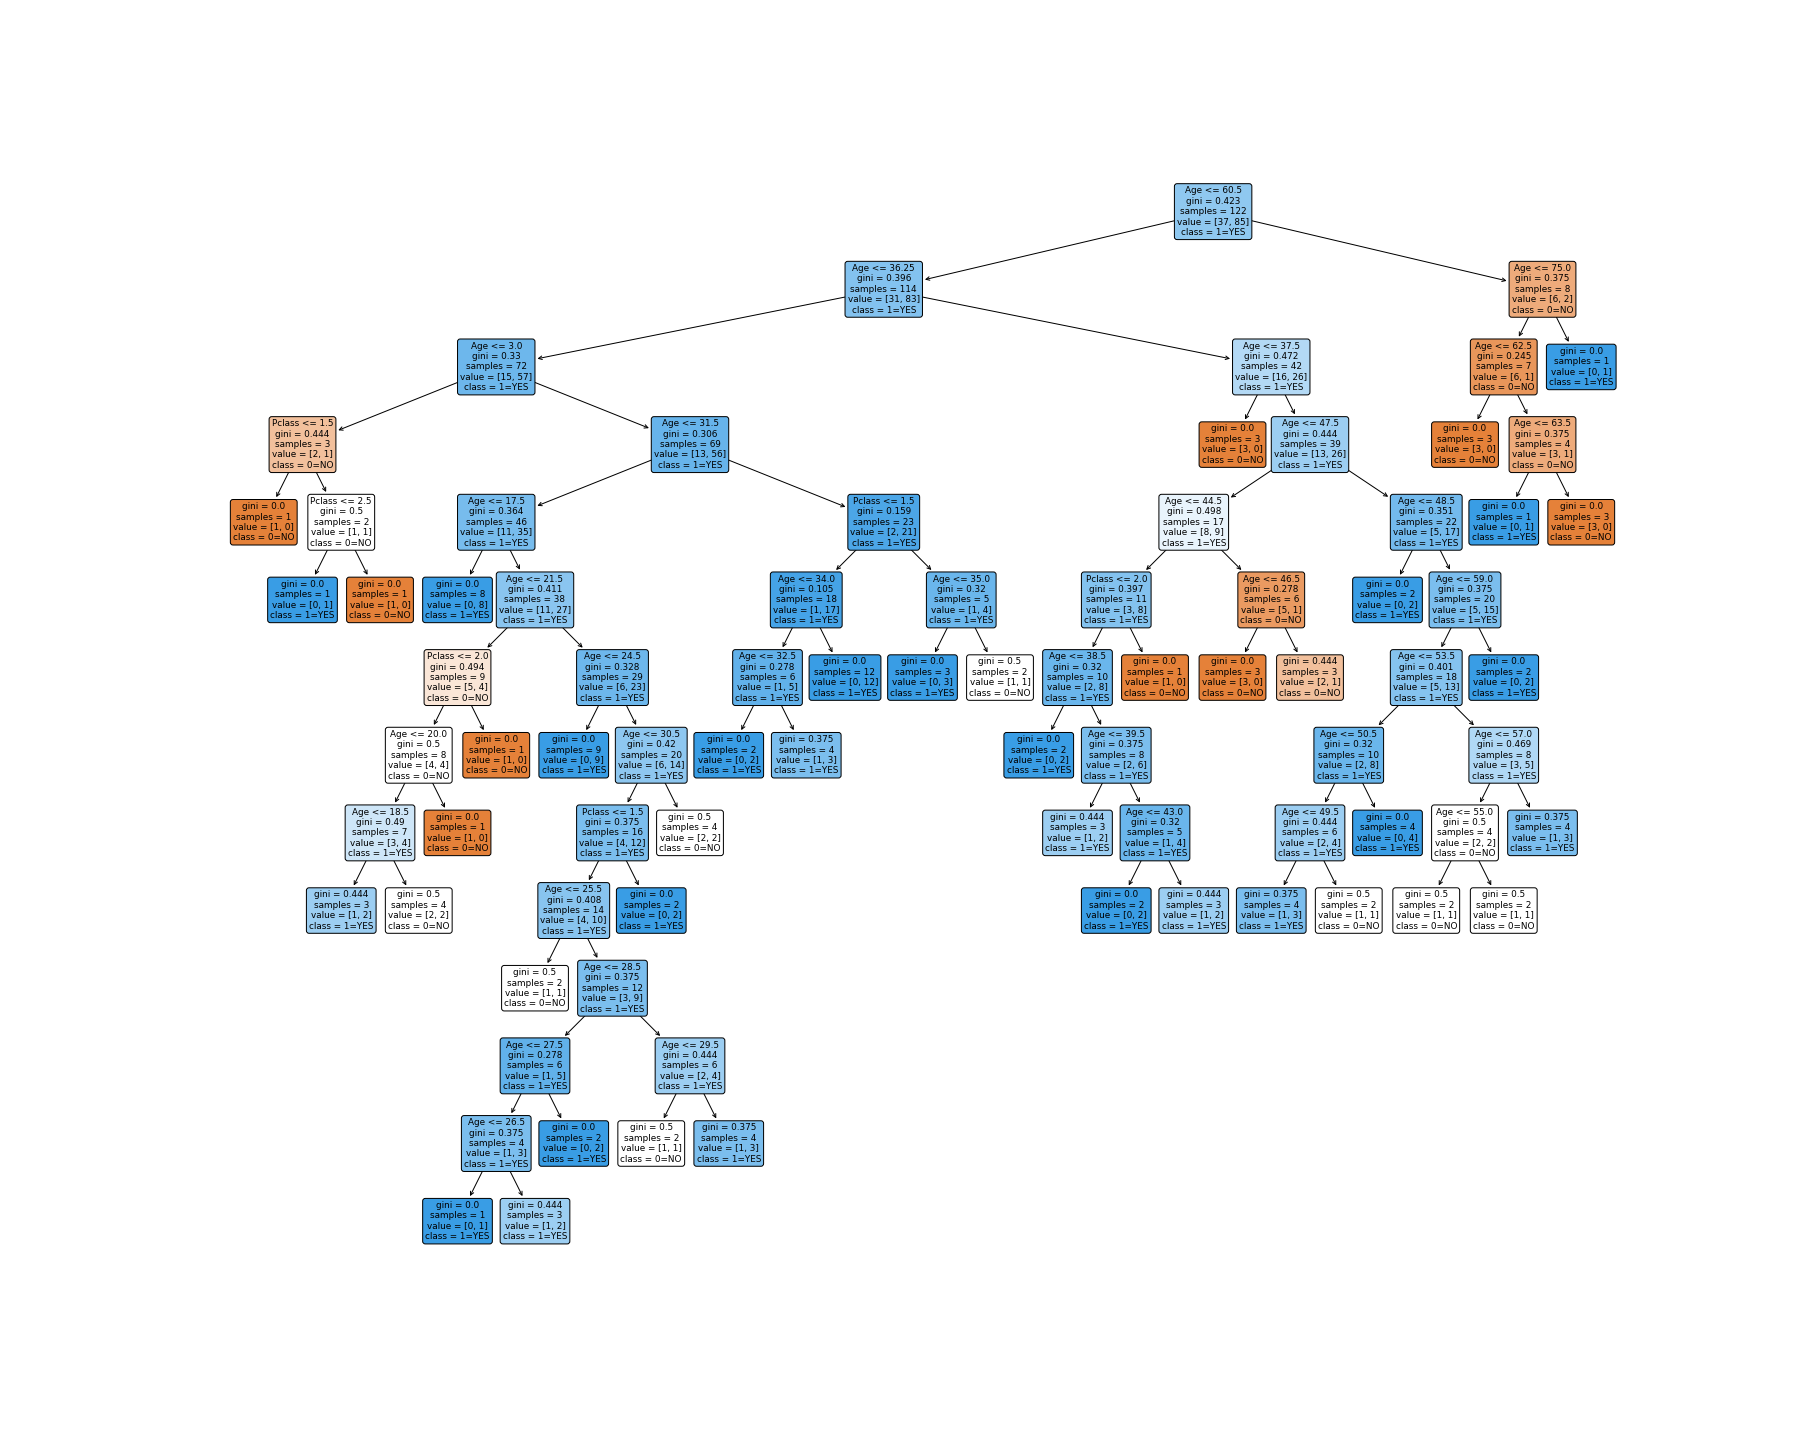 Age <= 60.5
gini = 0.423
samples = 122
value = [37, 85]
class = 1=YES
Age <= 36.25
gini = 0.396
samples = 114
value = [31, 83]
class = 1=YES
Age <= 75.0
gini = 0.375
samples = 8
value = [6, 2]
class = 0=NO
Age <= 3.0
gini = 0.33
samples = 72
value = [15, 57]
class = 1=YES
Age <= 37.5
gini = 0.472
samples = 42
value = [16, 26]
class = 1=YES
Age <= 62.5
gini = 0.245
samples = 7
value = [6, 1]
class = 0=NO
gini = 0.0
samples = 1
value = [0, 1]
class = 1=YES
Pclass <= 1.5
gini = 0.444
samples = 3
value = [2, 1]
class = 0=NO
Age <= 31.5
gini = 0.306
samples = 69
value = [13, 56]
class = 1=YES
gini = 0.0
samples = 3
value = [3, 0]
class = 0=NO
Age <= 47.5
gini = 0.444
samples = 39
value = [13, 26]
class = 1=YES
gini = 0.0
samples = 3
value = [3, 0]
class = 0=NO
Age <= 63.5
gini = 0.375
samples = 4
value = [3, 1]
class = 0=NO
gini = 0.0
samples = 1
value = [1, 0]
class = 0=NO
Pclass <= 2.5
gini = 0.5
samples = 2
value = [1, 1]
class = 0=NO
Age <= 17.5
gini = 0.364
samples = 46
value = [11, 35]
class = 1=YES
Pclass <= 1.5
gini = 0.159
samples = 23
value = [2, 21]
class = 1=YES
Age <= 44.5
gini = 0.498
samples = 17
value = [8, 9]
class = 1=YES
Age <= 48.5
gini = 0.351
samples = 22
value = [5, 17]
class = 1=YES
gini = 0.0
samples = 1
value = [0, 1]
class = 1=YES
gini = 0.0
samples = 3
value = [3, 0]
class = 0=NO
gini = 0.0
samples = 1
value = [0, 1]
class = 1=YES
gini = 0.0
samples = 1
value = [1, 0]
class = 0=NO
gini = 0.0
samples = 8
value = [0, 8]
class = 1=YES
Age <= 21.5
gini = 0.411
samples = 38
value = [11, 27]
class = 1=YES
Age <= 34.0
gini = 0.105
samples = 18
value = [1, 17]
class = 1=YES
Age <= 35.0
gini = 0.32
samples = 5
value = [1, 4]
class = 1=YES
Pclass <= 2.0
gini = 0.397
samples = 11
value = [3, 8]
class = 1=YES
Age <= 46.5
gini = 0.278
samples = 6
value = [5, 1]
class = 0=NO
gini = 0.0
samples = 2
value = [0, 2]
class = 1=YES
Age <= 59.0
gini = 0.375
samples = 20
value = [5, 15]
class = 1=YES
Pclass <= 2.0
gini = 0.494
samples = 9
value = [5, 4]
class = 0=NO
Age <= 24.5
gini = 0.328
samples = 29
value = [6, 23]
class = 1=YES
Age <= 32.5
gini = 0.278
samples = 6
value = [1, 5]
class = 1=YES
gini = 0.0
samples = 12
value = [0, 12]
class = 1=YES
gini = 0.0
samples = 3
value = [0, 3]
class = 1=YES
gini = 0.5
samples = 2
value = [1, 1]
class = 0=NO
Age <= 38.5
gini = 0.32
samples = 10
value = [2, 8]
class = 1=YES
gini = 0.0
samples = 1
value = [1, 0]
class = 0=NO
gini = 0.0
samples = 3
value = [3, 0]
class = 0=NO
gini = 0.444
samples = 3
value = [2, 1]
class = 0=NO
Age <= 53.5
gini = 0.401
samples = 18
value = [5, 13]
class = 1=YES
gini = 0.0
samples = 2
value = [0, 2]
class = 1=YES
Age <= 20.0
gini = 0.5
samples = 8
value = [4, 4]
class = 0=NO
gini = 0.0
samples = 1
value = [1, 0]
class = 0=NO
gini = 0.0
samples = 9
value = [0, 9]
class = 1=YES
Age <= 30.5
gini = 0.42
samples = 20
value = [6, 14]
class = 1=YES
gini = 0.0
samples = 2
value = [0, 2]
class = 1=YES
gini = 0.375
samples = 4
value = [1, 3]
class = 1=YES
gini = 0.0
samples = 2
value = [0, 2]
class = 1=YES
Age <= 39.5
gini = 0.375
samples = 8
value = [2, 6]
class = 1=YES
Age <= 50.5
gini = 0.32
samples = 10
value = [2, 8]
class = 1=YES
Age <= 57.0
gini = 0.469
samples = 8
value = [3, 5]
class = 1=YES
Age <= 18.5
gini = 0.49
samples = 7
value = [3, 4]
class = 1=YES
gini = 0.0
samples = 1
value = [1, 0]
class = 0=NO
Pclass <= 1.5
gini = 0.375
samples = 16
value = [4, 12]
class = 1=YES
gini = 0.5
samples = 4
value = [2, 2]
class = 0=NO
gini = 0.444
samples = 3
value = [1, 2]
class = 1=YES
Age <= 43.0
gini = 0.32
samples = 5
value = [1, 4]
class = 1=YES
Age <= 49.5
gini = 0.444
samples = 6
value = [2, 4]
class = 1=YES
gini = 0.0
samples = 4
value = [0, 4]
class = 1=YES
Age <= 55.0
gini = 0.5
samples = 4
value = [2, 2]
class = 0=NO
gini = 0.375
samples = 4
value = [1, 3]
class = 1=YES
gini = 0.444
samples = 3
value = [1, 2]
class = 1=YES
gini = 0.5
samples = 4
value = [2, 2]
class = 0=NO
Age <= 25.5
gini = 0.408
samples = 14
value = [4, 10]
class = 1=YES
gini = 0.0
samples = 2
value = [0, 2]
class = 1=YES
gini = 0.0
samples = 2
value = [0, 2]
class = 1=YES
gini = 0.444
samples = 3
value = [1, 2]
class = 1=YES
gini = 0.375
samples = 4
value = [1, 3]
class = 1=YES
gini = 0.5
samples = 2
value = [1, 1]
class = 0=NO
gini = 0.5
samples = 2
value = [1, 1]
class = 0=NO
gini = 0.5
samples = 2
value = [1, 1]
class = 0=NO
gini = 0.5
samples = 2
value = [1, 1]
class = 0=NO
Age <= 28.5
gini = 0.375
samples = 12
value = [3, 9]
class = 1=YES
Age <= 27.5
gini = 0.278
samples = 6
value = [1, 5]
class = 1=YES
Age <= 29.5
gini = 0.444
samples = 6
value = [2, 4]
class = 1=YES
Age <= 26.5
gini = 0.375
samples = 4
value = [1, 3]
class = 1=YES
gini = 0.0
samples = 2
value = [0, 2]
class = 1=YES
gini = 0.5
samples = 2
value = [1, 1]
class = 0=NO
gini = 0.375
samples = 4
value = [1, 3]
class = 1=YES
gini = 0.0
samples = 1
value = [0, 1]
class = 1=YES
gini = 0.444
samples = 3
value = [1, 2]
class = 1=YES